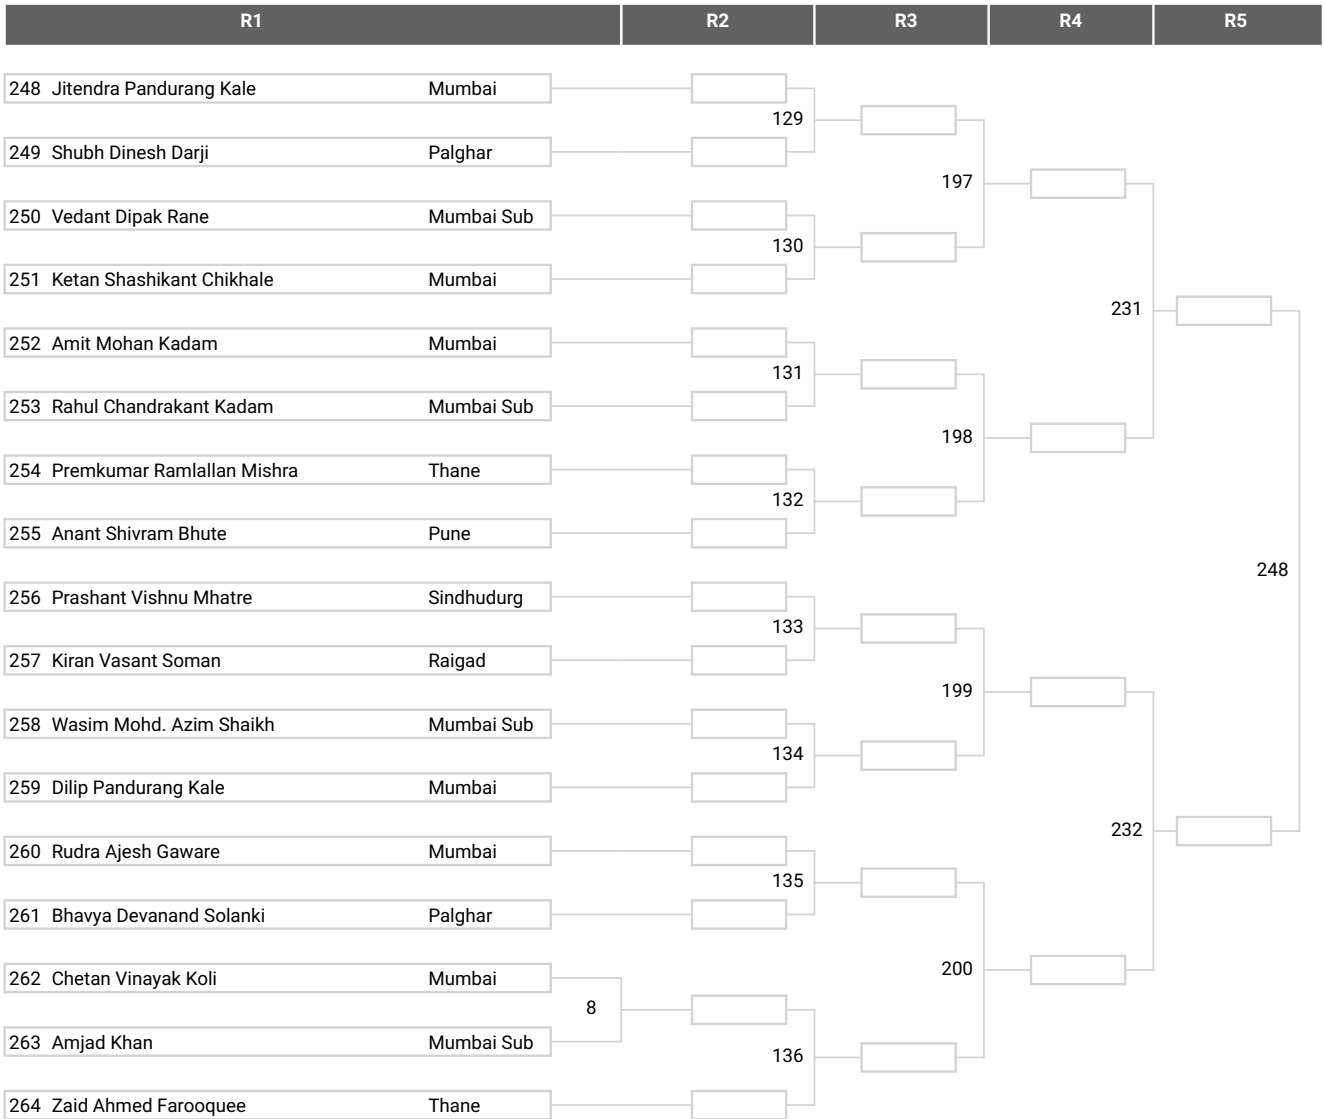 R1 R2 R3 R4 R5
248 Jitendra Pandurang Kale Mumbai
129
249 Shubh Dinesh Darji Palghar
197
250 Vedant Dipak Rane Mumbai Sub
130
251 Ketan Shashikant Chikhale Mumbai
231
252 Amit Mohan Kadam Mumbai
131
253 Rahul Chandrakant Kadam Mumbai Sub
198
254 Premkumar Ramlallan Mishra Thane
132
255 Anant Shivram Bhute Pune
248
256 Prashant Vishnu Mhatre Sindhudurg
133
257 Kiran Vasant Soman Raigad
199
258 Wasim Mohd. Azim Shaikh Mumbai Sub
134
259 Dilip Pandurang Kale Mumbai
232
260 Rudra Ajesh Gaware Mumbai
135
261 Bhavya Devanand Solanki Palghar
200
262 Chetan Vinayak Koli Mumbai
8
263 Amjad Khan Mumbai Sub
136
264 Zaid Ahmed Farooquee Thane